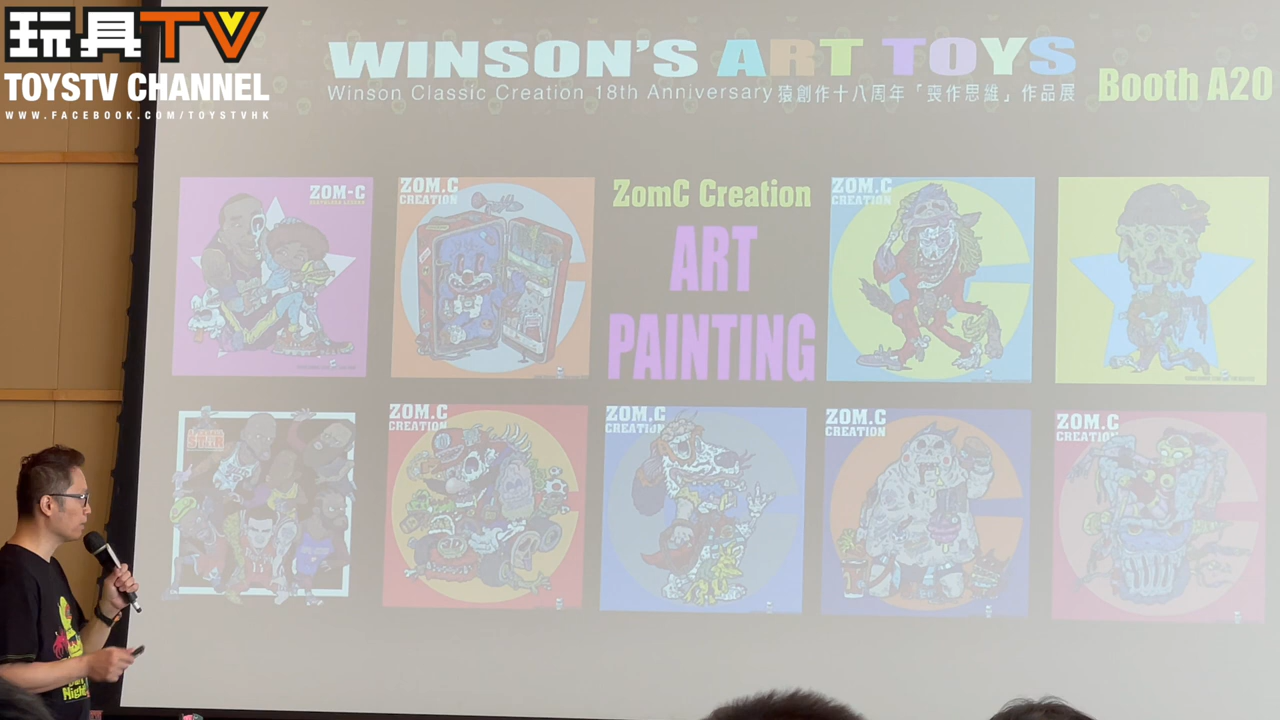 玩具TV
TOYSTV CHANNEL
WWW.FACEBOOK.COM/TOYSTVHK
WINSON'S ART TOYS
Winson Classic Creation 18th Anniversary 猿創作十八周年「喪作思維」作品展
Booth A20
ZOM-C
ZOM.C
CREATION
ZomC Creation
ART
PAINTING
ZOM.C
CREATION
ZOM.C
CREATION
ZOM.C
CREATION
ZOM.C
CREATION
ZOM.C
CREATION
Night